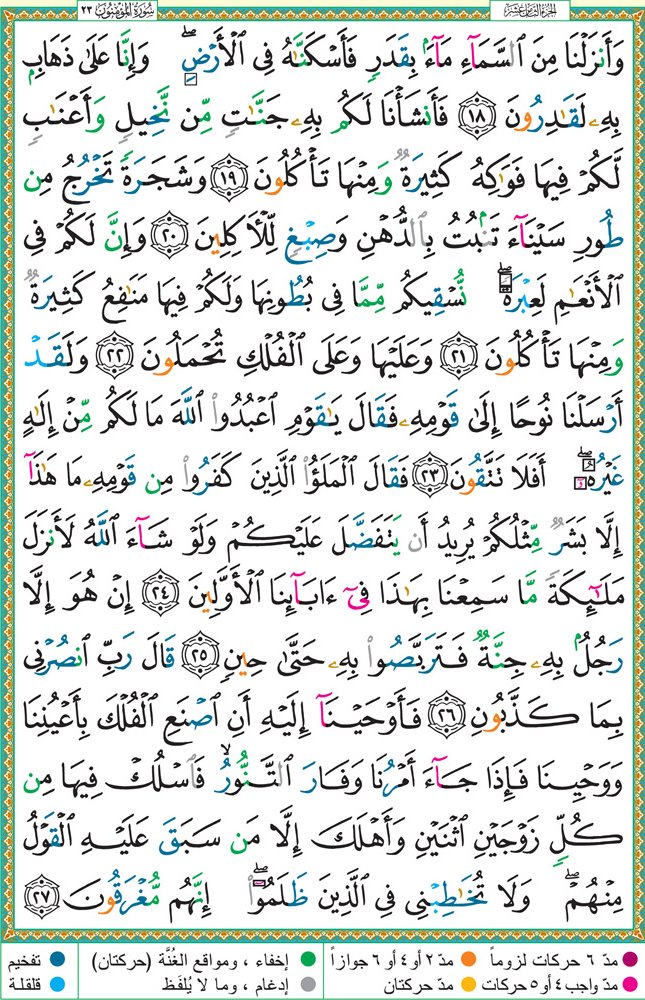 سورة المؤمنون ٢٣
الجزء الثامن عشر
وَأَنزَلْنَا مِنَ ٱلسَّمَآءِ مَآءًۢ بِقَدَرٍ فَأَسْكَنَّـٰهُ فِى ٱلْأَرْضِ ۖ وَإِنَّا عَلَىٰ ذَهَابٍۭ
بِهِۦ لَقَـٰدِرُونَ ١٨ فَأَنشَأْنَا لَكُم بِهِۦ جَنَّـٰتٍ مِّن نَّخِيلٍ وَأَعْنَـٰبٍ
لَّكُمْ فِيهَا فَوَٰكِهُ كَثِيرَةٌ وَمِنْهَا تَأْكُلُونَ ١٩ وَشَجَرَةً تَخْرُجُ مِن
طُورِ سَيْنَآءَ تَنۢبُتُ بِٱلدُّهْنِ وَصِبْغٍ لِّلْـَٔاكِلِينَ ٢٠ وَإِنَّ لَكُمْ فِى
ٱلْأَنْعَـٰمِ لَعِبْرَةً ۖ نُّسْقِيكُم مِّمَّا فِى بُطُونِهَا وَلَكُمْ فِيهَا مَنَـٰفِعُ كَثِيرَةٌ
وَمِنْهَا تَأْكُلُونَ ٢١ وَعَلَيْهَا وَعَلَى ٱلْفُلْكِ تُحْمَلُونَ ٢٢ وَلَقَدْ
أَرْسَلْنَا نُوحًا إِلَىٰ قَوْمِهِۦ فَقَالَ يَـٰقَوْمِ ٱعْبُدُوا۟ ٱللَّهَ مَا لَكُم مِّنْ إِلَـٰهٍ
غَيْرُهُۥٓ ۖ أَفَلَا تَتَّقُونَ ٢٣ فَقَالَ ٱلْمَلَؤُا۟ ٱلَّذِينَ كَفَرُوا۟ مِن قَوْمِهِۦ مَا هَـٰذَآ
إِلَّا بَشَرٌ مِّثْلُكُمْ يُرِيدُ أَن يَتَفَضَّلَ عَلَيْكُمْ وَلَوْ شَآءَ ٱللَّهُ لَأَنزَلَ
مَلَـٰٓئِكَةً مَّا سَمِعْنَا بِهَـٰذَا فِىٓ ءَابَآئِنَا ٱلْأَوَّلِينَ ٢٤ إِنْ هُوَ إِلَّا
رَجُلٌۢ بِهِۦ جِنَّةٌ فَتَرَبَّصُوا۟ بِهِۦ حَتَّىٰ حِينٍ ٢٥ قَالَ رَبِّ ٱنصُرْنِى
بِمَا كَذَّبُونِ ٢٦ فَأَوْحَيْنَآ إِلَيْهِ أَنِ ٱصْنَعِ ٱلْفُلْكَ بِأَعْيُنِنَا
وَوَحْيِنَا فَإِذَا جَآءَ أَمْرُنَا وَفَارَ ٱلتَّنُّورُ ۙ فَٱسْلُكْ فِيهَا مِن
كُلٍّ زَوْجَيْنِ ٱثْنَيْنِ وَأَهْلَكَ إِلَّا مَن سَبَقَ عَلَيْهِ ٱلْقَوْلُ
مِنْهُمْ ۖ وَلَا تُخَـٰطِبْنِى فِى ٱلَّذِينَ ظَلَمُوٓا۟ ۖ إِنَّهُم مُّغْرَقُونَ ٢٧
مدّ ٦ حركات لزوماً مدّ ٢ أو ٤ أو ٦ جوازاً إخفاء ، ومواقع الغُنَّة (حركتان) تفخيم
مدّ واجب ٤ أو ٥ حركات مدّ حركتان إدغام ، وما لا يُلفَظ قلقلة